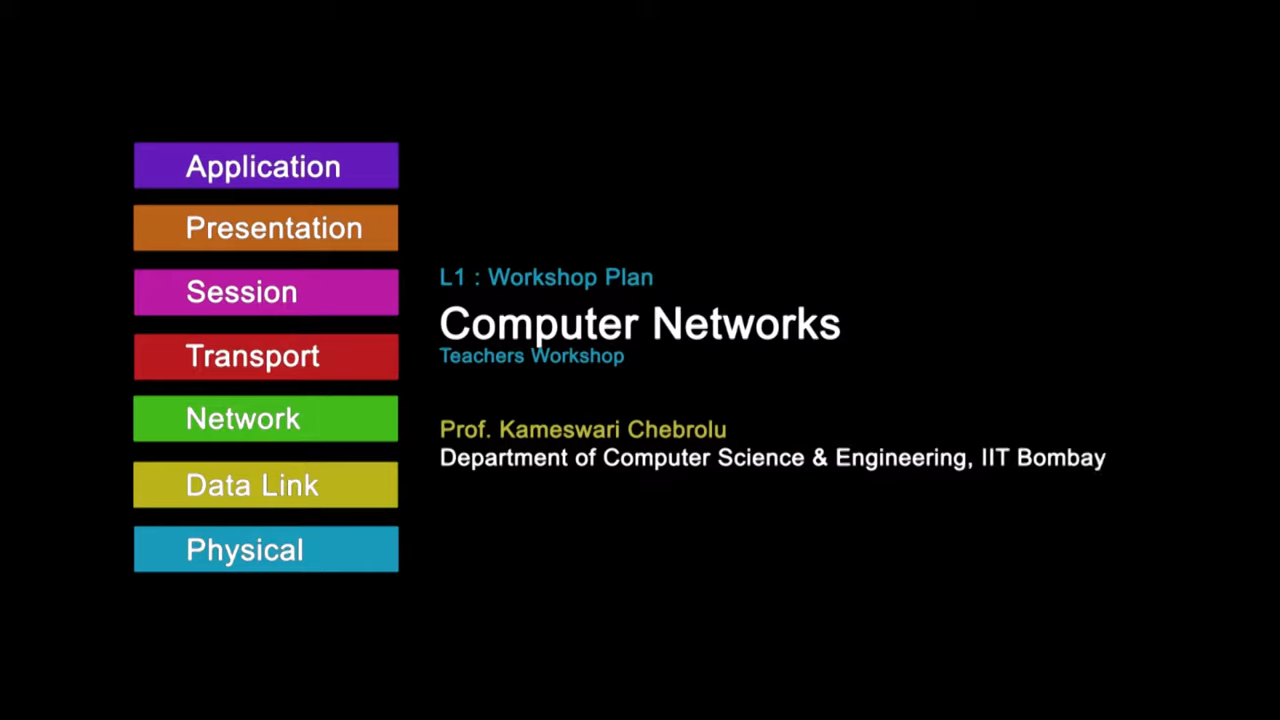 Application
Presentation
Session
Transport
Network
Data Link
Physical
L1 : Workshop Plan
Computer Networks
Teachers Workshop
Prof. Kameswari Chebrolu
Department of Computer Science & Engineering, IIT Bombay